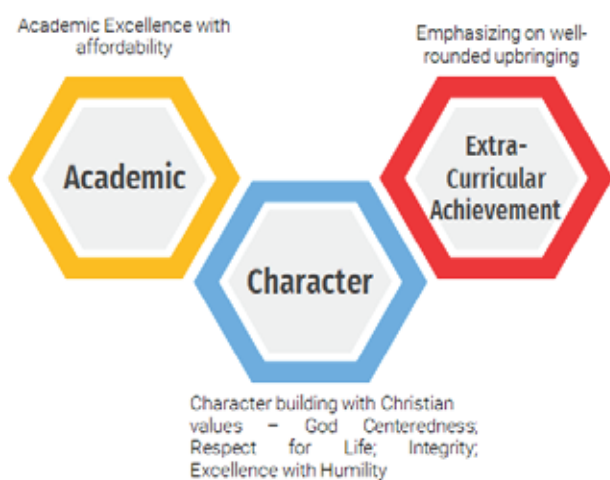 Academic Excellence with
affordability
Academic
Emphasizing on well-
rounded upbringing
Extra-
Curricular
Achievement
Character
Character building with Christian
values – God Centeredness;
Respect for Life; Integrity;
Excellence with Humility